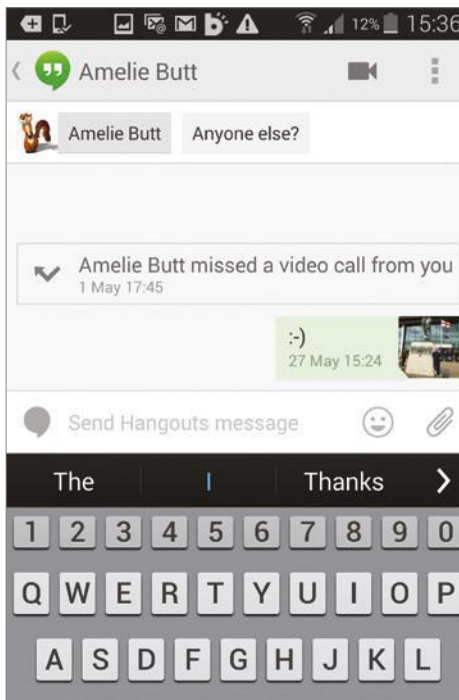 12% 15:36
Amelie Butt
Amelie Butt Anyone else?
Amelie Butt missed a video call from you
1 May 17:45
:-)
27 May 15:24
Send Hangouts message
The I Thanks
1 2 3 4 5 6 7 8 9 0
Q W E R T Y U I O P
A S D F G H J K L